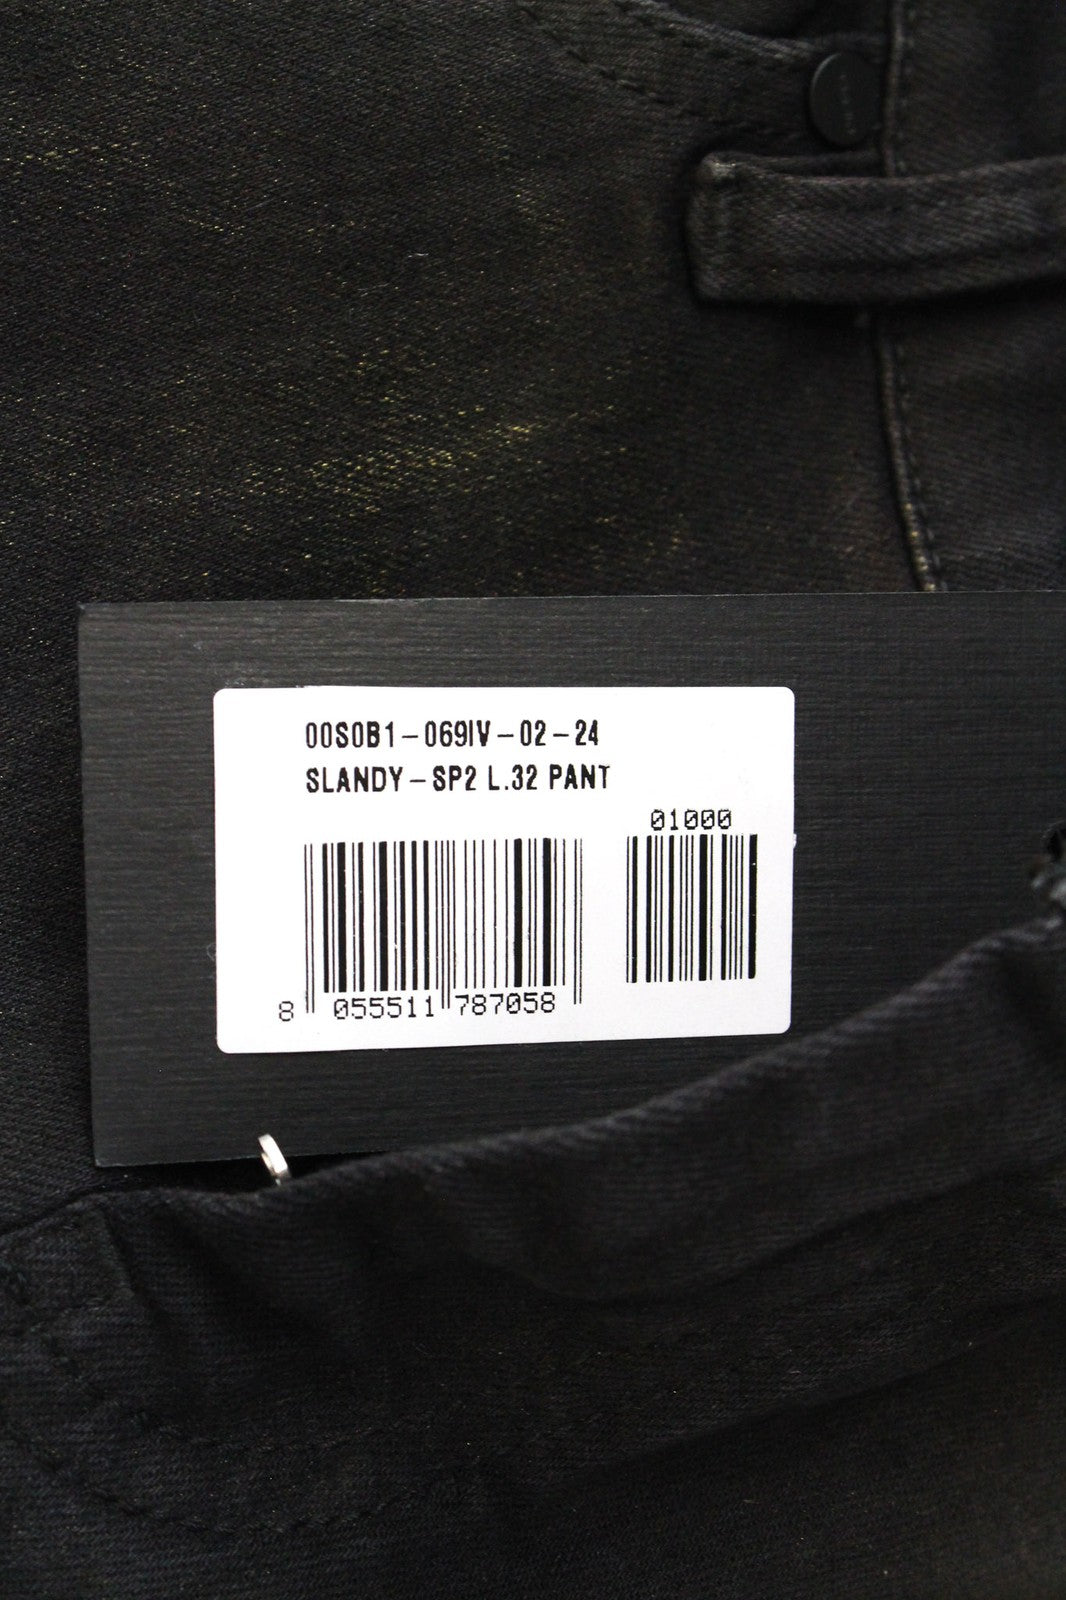 00S0B1-069IV-02-24
SLANDY-SP2 L.32 PANT
01000
8 055511 787058